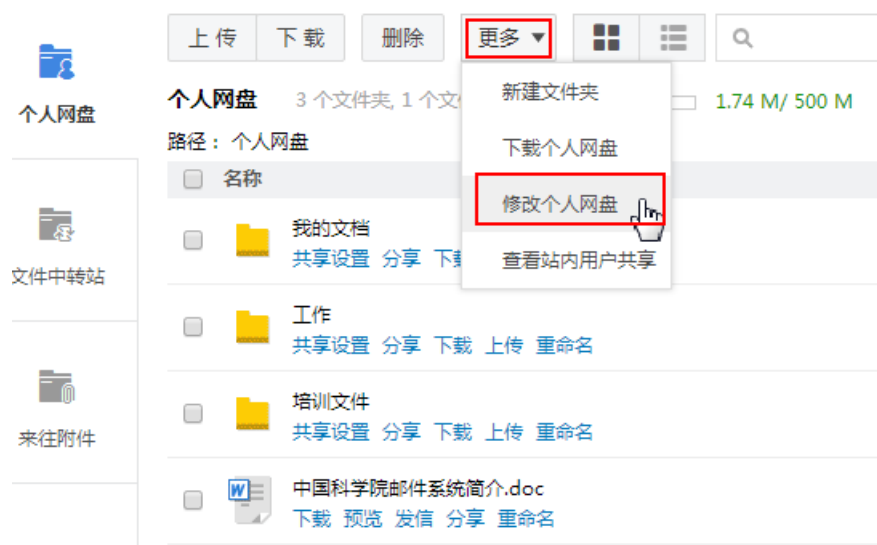 上传 下载 删除 更多
个人网盘
个人网盘 3 个文件夹, 1 个文 1.74 M/ 500 M
路径： 个人网盘
名称
新建文件夹
下载个人网盘
修改个人网盘
查看站内用户共享
我的文档
共享设置 分享 下
文件中转站
工作
共享设置 分享 下载 上传 重命名
培训文件
共享设置 分享 下载 上传 重命名
来往附件
中国科学院邮件系统简介.doc
下载 预览 发信 分享 重命名